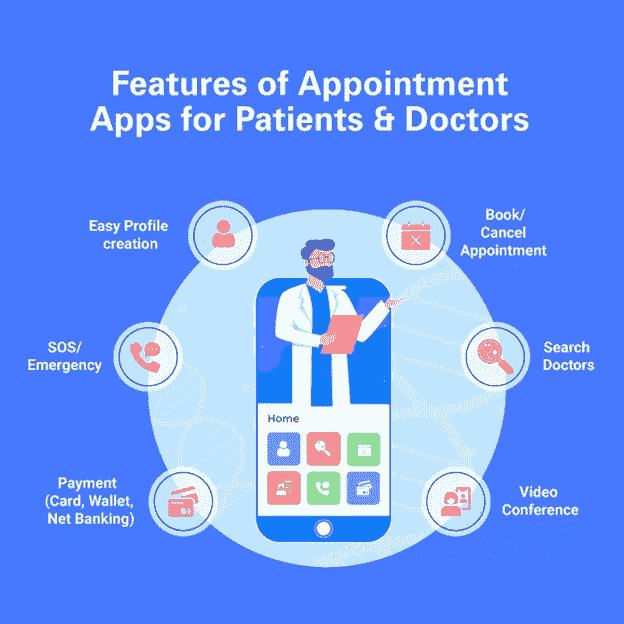 Features of Appointment
Apps for Patients & Doctors
Easy Profile
creation
Book/
Cancel
Appointment
SOS/
Emergency
Search
Doctors
Home
Payment
(Card, Wallet,
Net Banking)
Video
Conference